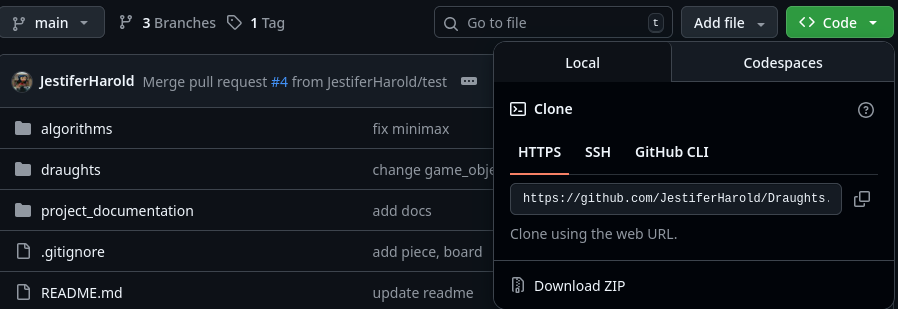 main 3 Branches 1 Tag Go to file t Add file <> Code
Local Codespaces
JestiferHarold Merge pull request #4 from JestiferHarold/test
Clone
algorithms fix minimax
HTTPS SSH GitHub CLI
draughts change game_obje
https://github.com/JestiferHarold/Draughts.
project_documentation add docs
Clone using the web URL.
.gitignore add piece, board
Download ZIP
README.md update readme